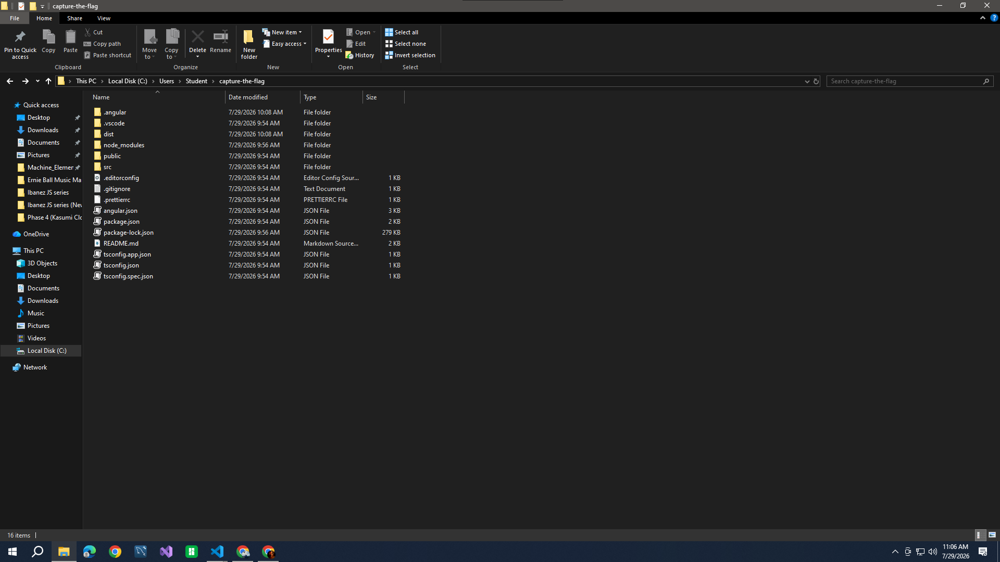 capture-the-flag
File Home Share View
Pin to Quick access
Copy
Paste
Cut
Copy path
Paste shortcut
Clipboard
Move to
Copy to
Delete
Rename
Organize
New folder
New item
Easy access
New
Properties
Open
Edit
History
Open
Select all
Select none
Invert selection
Select
This PC Local Disk (C:) Users Student capture-the-flag
Search capture-the-flag
Quick access
Desktop
Downloads
Documents
Pictures
Machine_Elemer
Ernie Ball Music Ma
Ibanez JS series
Ibanez JS series (Nev
Phase 4 (Kasumi Clo
OneDrive
This PC
3D Objects
Desktop
Documents
Downloads
Music
Pictures
Videos
Local Disk (C:)
Network
Name Date modified Type Size
.angular 7/29/2026 10:08 AM File folder
.vscode 7/29/2026 9:54 AM File folder
dist 7/29/2026 10:08 AM File folder
node_modules 7/29/2026 9:56 AM File folder
public 7/29/2026 9:54 AM File folder
src 7/29/2026 9:54 AM File folder
.editorconfig 7/29/2026 9:54 AM Editor Config Sour... 1 KB
.gitignore 7/29/2026 9:54 AM Text Document 1 KB
.prettierrc 7/29/2026 9:54 AM PRETTIERRC File 1 KB
angular.json 7/29/2026 9:54 AM JSON File 3 KB
package.json 7/29/2026 9:54 AM JSON File 2 KB
package-lock.json 7/29/2026 9:56 AM JSON File 279 KB
README.md 7/29/2026 9:54 AM Markdown Source... 2 KB
tsconfig.app.json 7/29/2026 9:54 AM JSON File 1 KB
tsconfig.json 7/29/2026 9:54 AM JSON File 1 KB
tsconfig.spec.json 7/29/2026 9:54 AM JSON File 1 KB
16 items
11:06 AM
7/29/2026